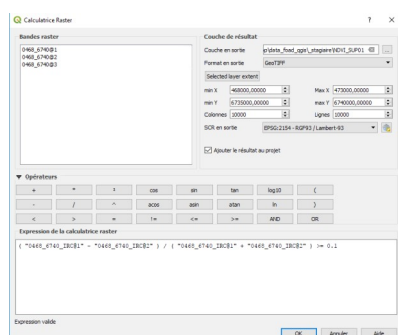 Calculatrice Raster
? ×
Bandes raster
0468_6740@1
0468_6740@2
0468_6740@3
Couche de résultat
Couche en sortie
Format en sortie GeoTIFF
Selected layer extent
min X 468000,00000 Max X 473000,00000
min Y 6735000,00000 max Y 6740000,00000
Colonnes 10000 Lignes 10000
SCR en sortie EPSG:2154 - RGF93 / Lambert-93
Ajouter le résultat au projet
Opérateurs
+ * cos sin tan log10 (
- / ^ acos asin atan ln )
< > = != <= >= AND OR
Expression de la calculatrice raster
( "0468_6740_IRC@1" - "0468_6740_IRC@2" ) / ( "0468_6740_IRC@1" + "0468_6740_IRC@2" ) >= 0.1
Expression valide
OK Annuler Aide